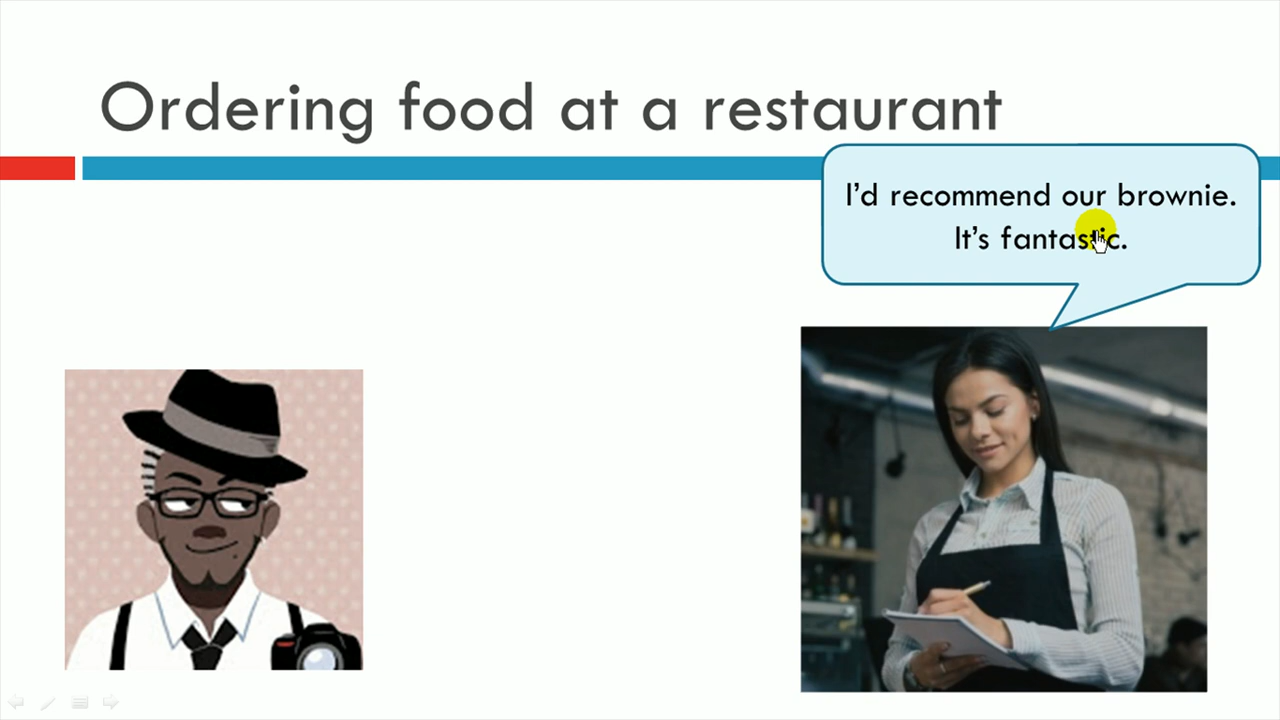 Ordering food at a restaurant
I'd recommend our brownie.
It's fantastic.